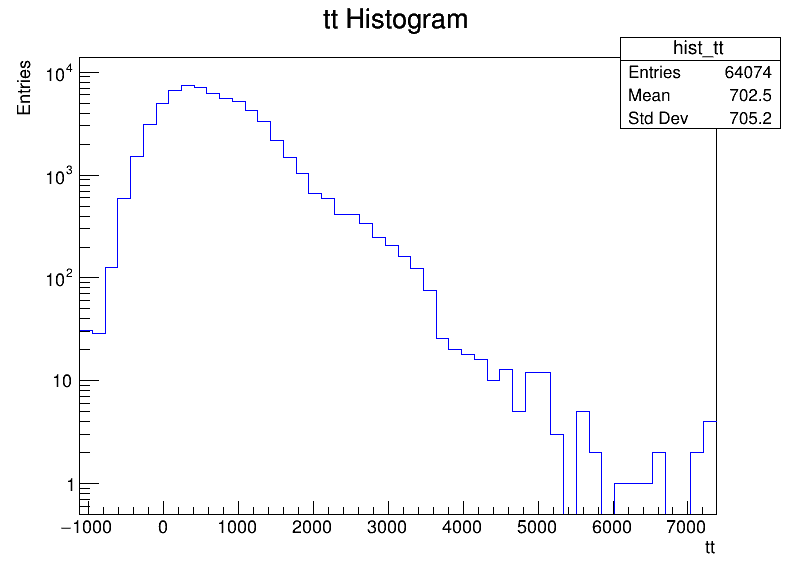 tt Histogram
hist_tt
Entries 64074
Mean 702.5
Std Dev 705.2
Entries
10^4
10^3
10^2
10
1
−1000 0 1000 2000 3000 4000 5000 6000 7000
tt